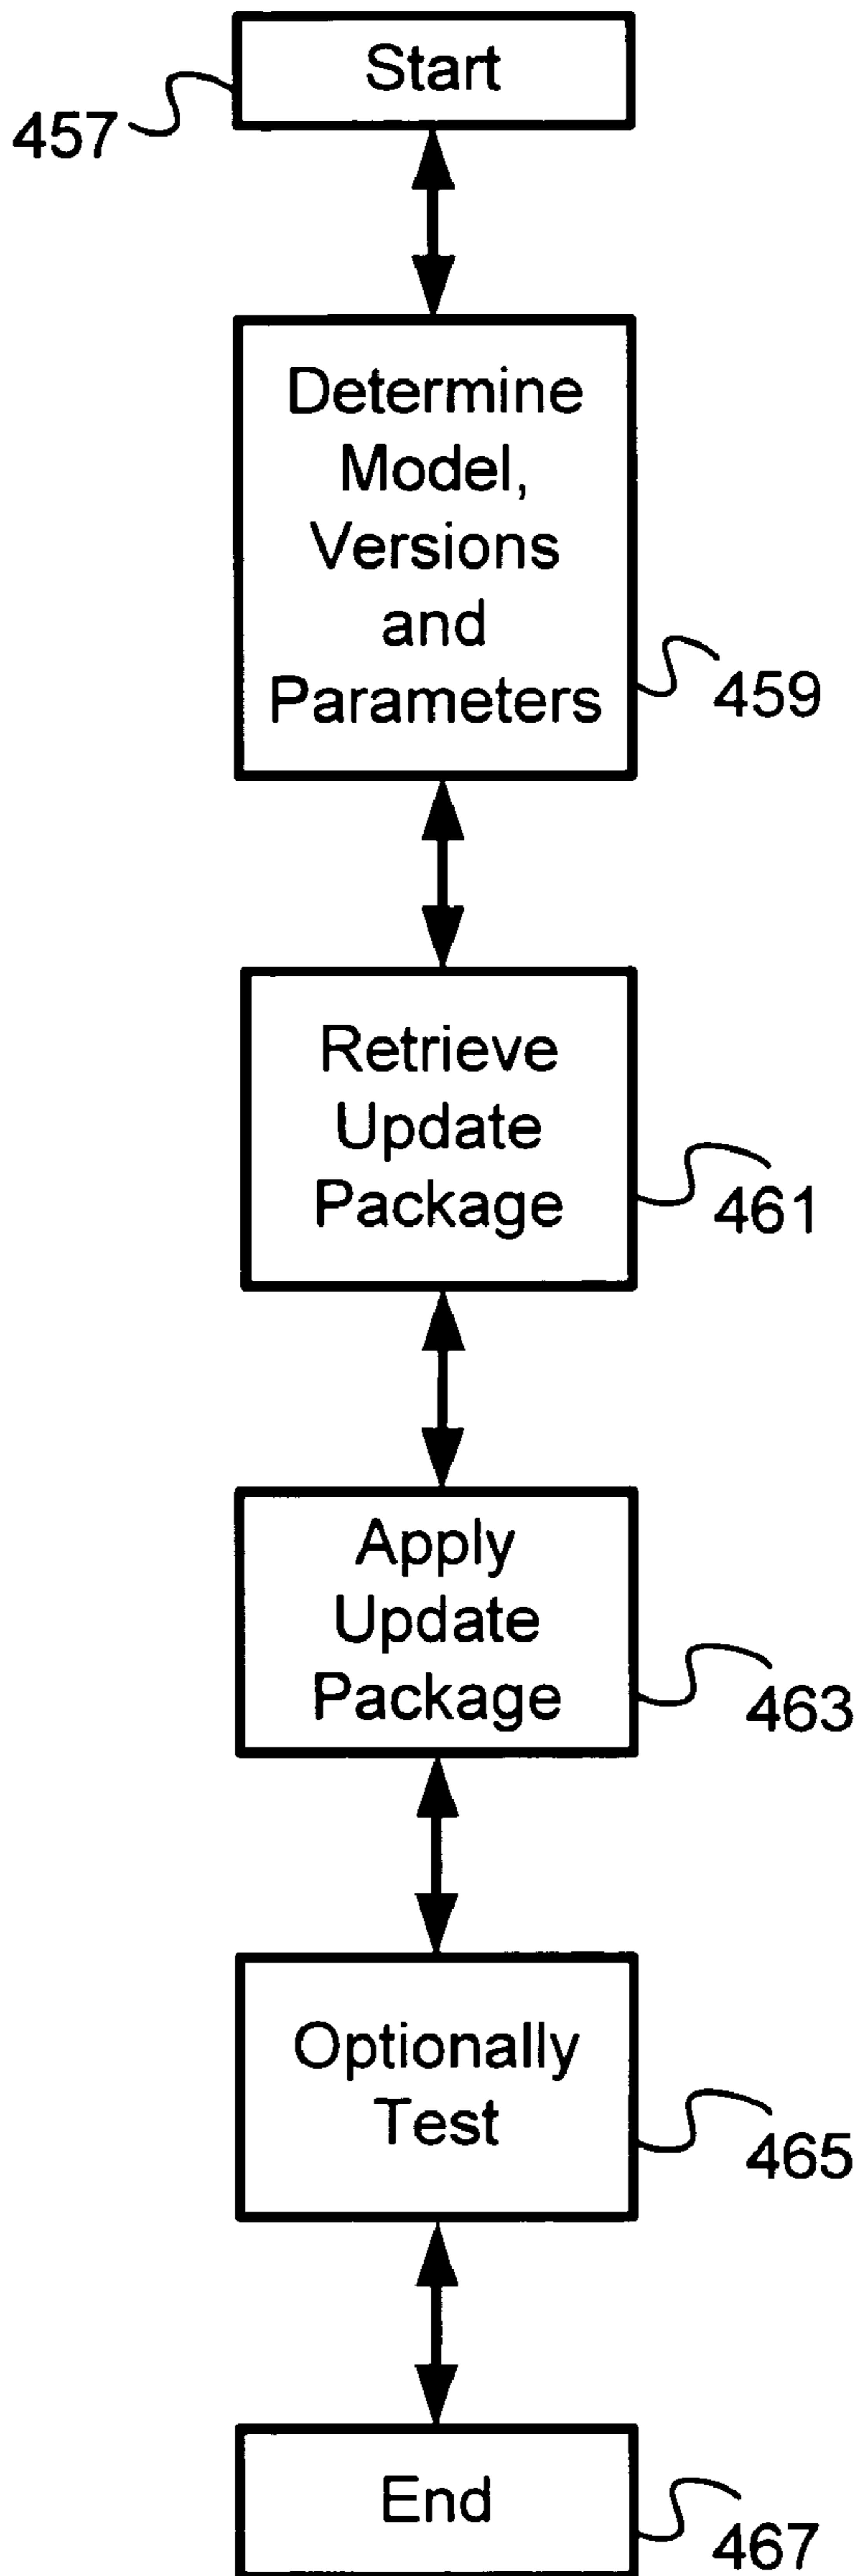 Start
457
Determine
Model,
Versions
and
Parameters
459
Retrieve
Update
Package
461
Apply
Update
Package
463
Optionally
Test
465
End
467